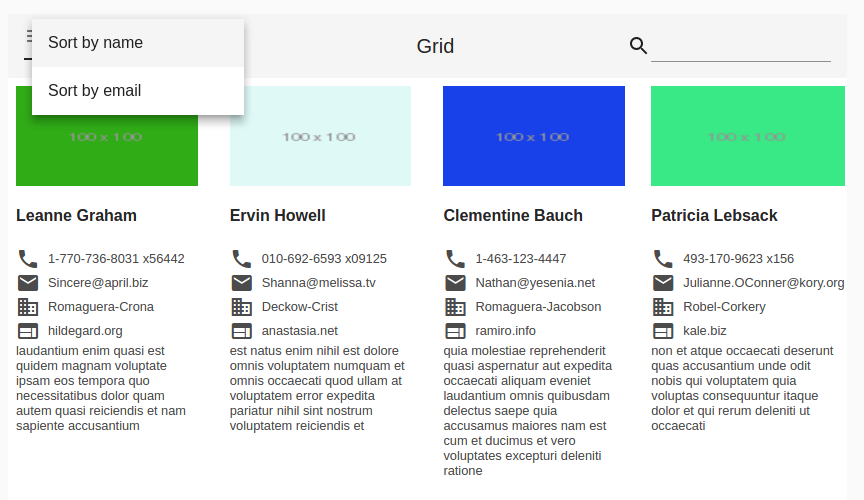 Sort by name
Sort by email
Grid
100 x 100
100 x 100
100 x 100
100 x 100
Leanne Graham
1-770-736-8031 x56442
Sincere@april.biz
Romaguera-Crona
hildegard.org
laudantium enim quasi est
quidem magnam voluptate
ipsam eos tempora quo
necessitatibus dolor quam
autem quasi reiciendis et nam
sapiente accusantium
Ervin Howell
010-692-6593 x09125
Shanna@melissa.tv
Deckow-Crist
anastasia.net
est natus enim nihil est dolore
omnis voluptatem numquam et
omnis occaecati quod ullam at
voluptatem error expedita
pariatur nihil sint nostrum
voluptatem reiciendis et
Clementine Bauch
1-463-123-4447
Nathan@yesenia.net
Romaguera-Jacobson
ramiro.info
quia molestiae reprehenderit
quasi aspernatur aut expedita
occaecati aliquam eveniet
laudantium omnis quibusdam
delectus saepe quia
accusamus maiores nam est
cum et ducimus et vero
voluptates excepturi deleniti
ratione
Patricia Lebsack
493-170-9623 x156
Julianne.OConner@kory.org
Robel-Corkery
kale.biz
non et atque occaecati deserunt
quas accusantium unde odit
nobis qui voluptatem quia
voluptas consequuntur itaque
dolor et qui rerum deleniti ut
occaecati